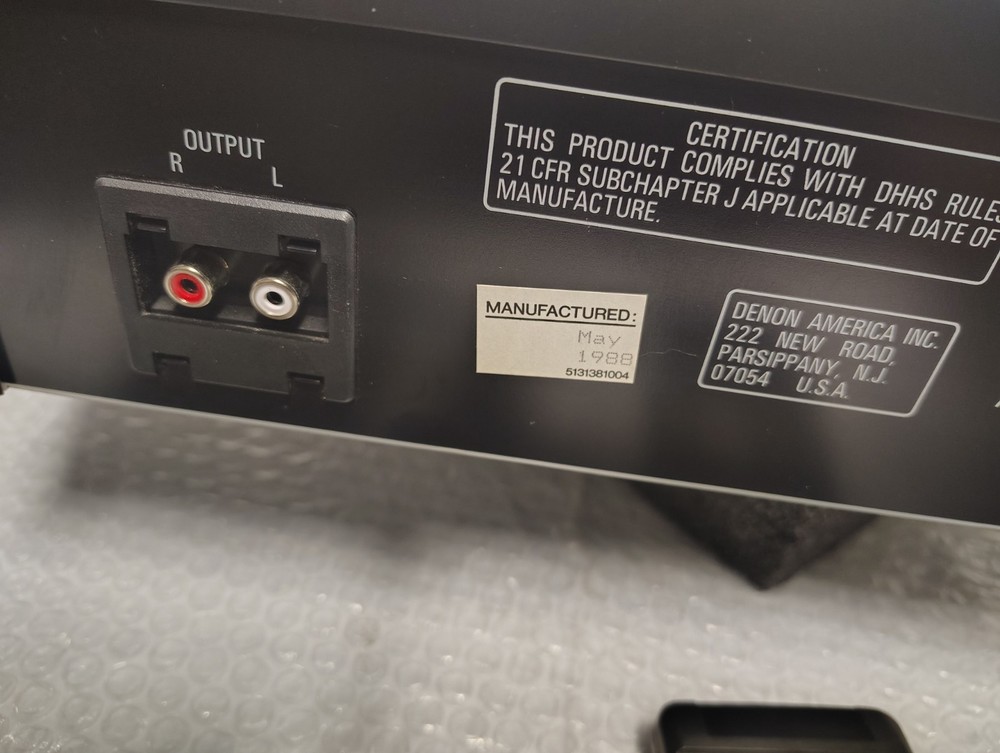 OUTPUT
R L
CERTIFICATION
THIS PRODUCT COMPLIES WITH DHHS RULES
21 CFR SUBCHAPTER J APPLICABLE AT DATE OF
MANUFACTURE.
MANUFACTURED:
May
1988
5131381004
DENON AMERICA INC.
222 NEW ROAD,
PARSIPPANY, N.J.
07054 U.S.A.